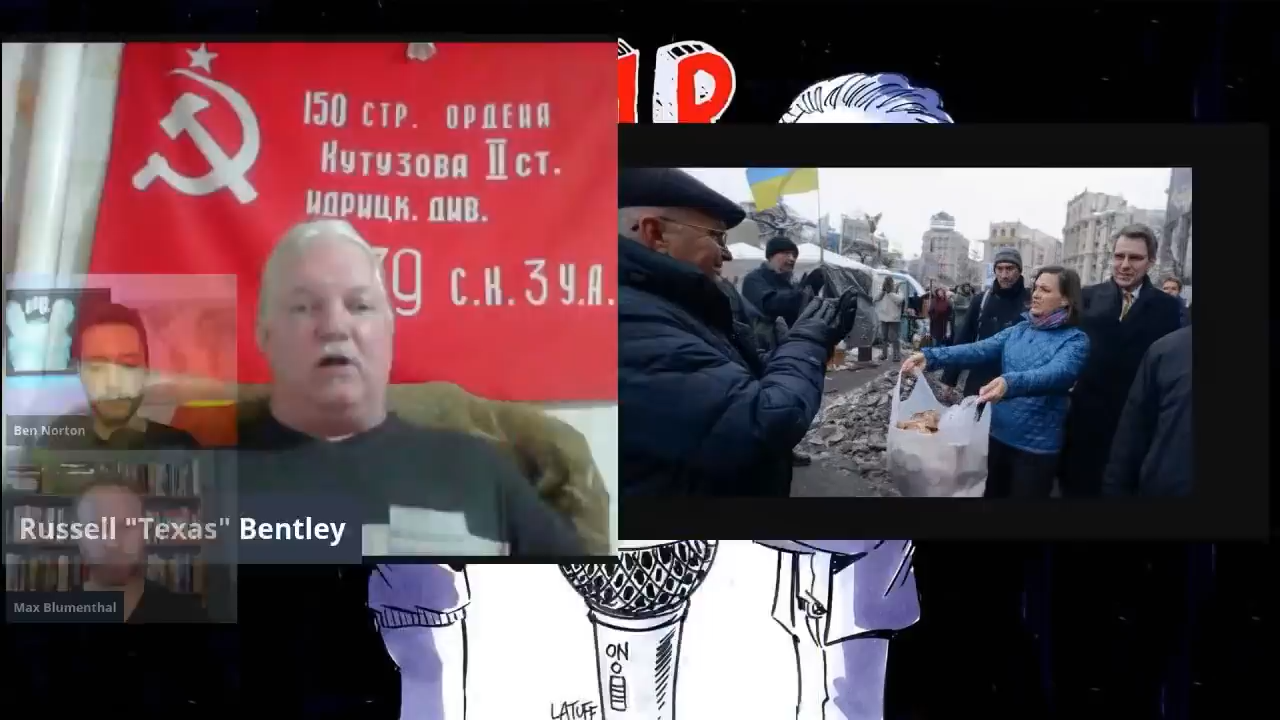 150 СТР. ОРДЕНА
Кутузова II ст.
ИДРИЦК. ДИВ.
79 С.К. 3 У.А.
Ben Norton
Russell "Texas" Bentley
Max Blumenthal
ON
LATUFF